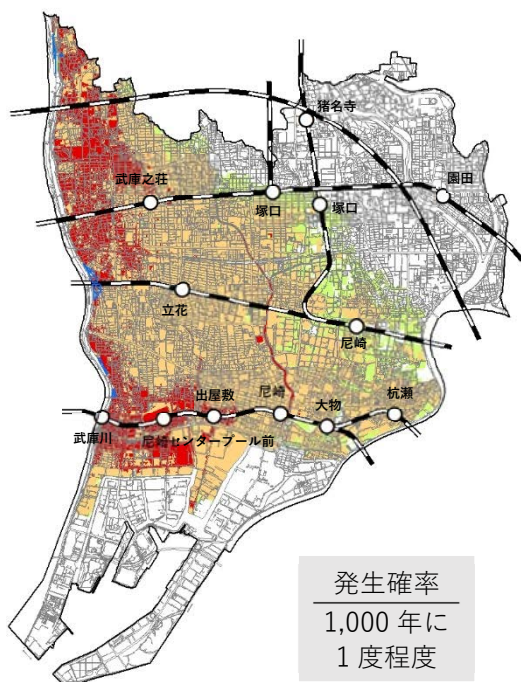 猪名寺
武庫之荘
園田
塚口
塚口
立花
尼崎
出屋敷
尼崎
大物
杭瀬
武庫川
尼崎センタープール前
発生確率
1,000 年に
1 度程度